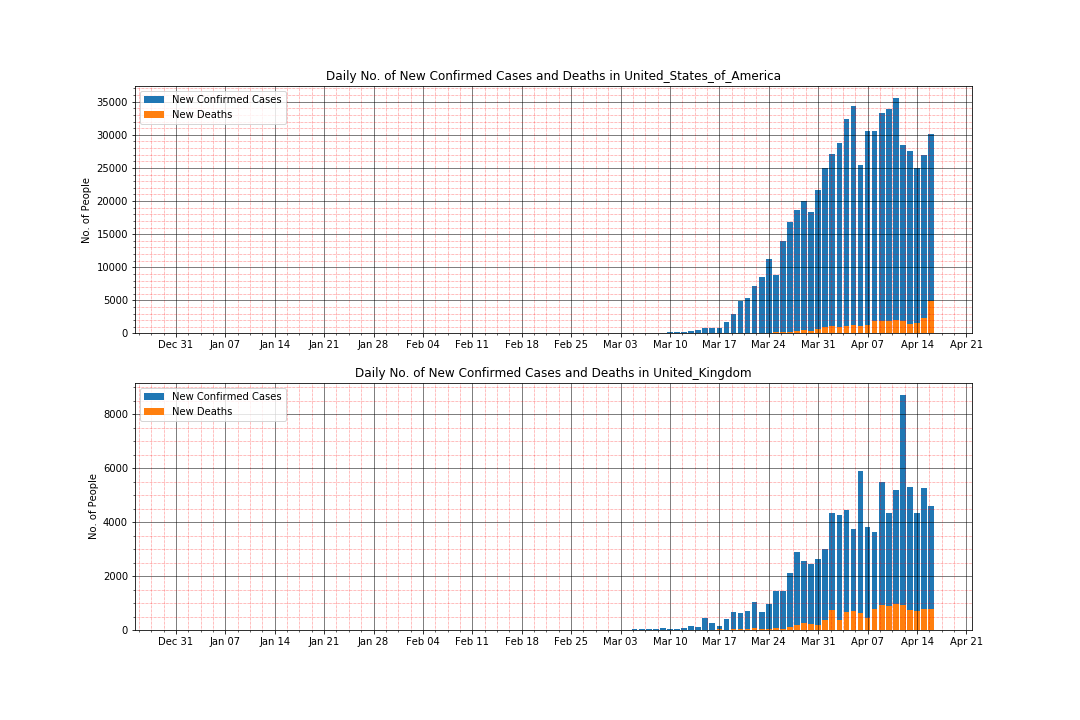 Daily No. of New Confirmed Cases and Deaths in United_States_of_America
New Confirmed Cases
New Deaths
No. of People
35000
30000
25000
20000
15000
10000
5000
0
Dec 31 Jan 07 Jan 14 Jan 21 Jan 28 Feb 04 Feb 11 Feb 18 Feb 25 Mar 03 Mar 10 Mar 17 Mar 24 Mar 31 Apr 07 Apr 14 Apr 21
Daily No. of New Confirmed Cases and Deaths in United_Kingdom
New Confirmed Cases
New Deaths
No. of People
8000
6000
4000
2000
0
Dec 31 Jan 07 Jan 14 Jan 21 Jan 28 Feb 04 Feb 11 Feb 18 Feb 25 Mar 03 Mar 10 Mar 17 Mar 24 Mar 31 Apr 07 Apr 14 Apr 21